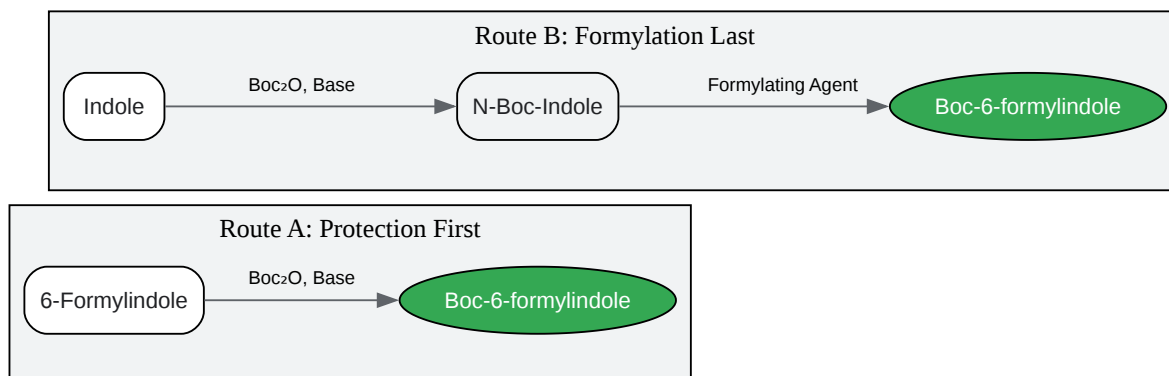 Route B: Formylation Last
Indole
Boc₂O, Base
N-Boc-Indole
Formylating Agent
Boc-6-formylindole
Route A: Protection First
6-Formylindole
Boc₂O, Base
Boc-6-formylindole